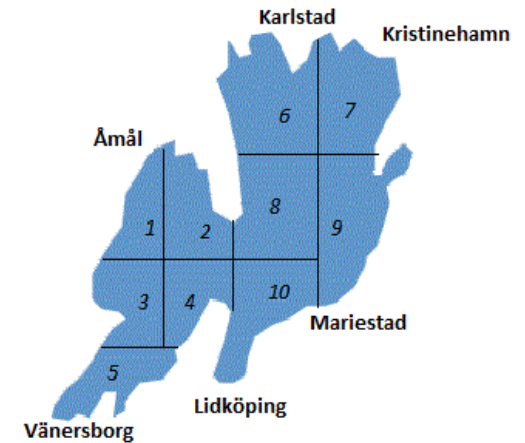 Karlstad
Kristinehamn
6
7
Åmål
8
1
2
9
3
4
10
Mariestad
5
Lidköping
Vänersborg